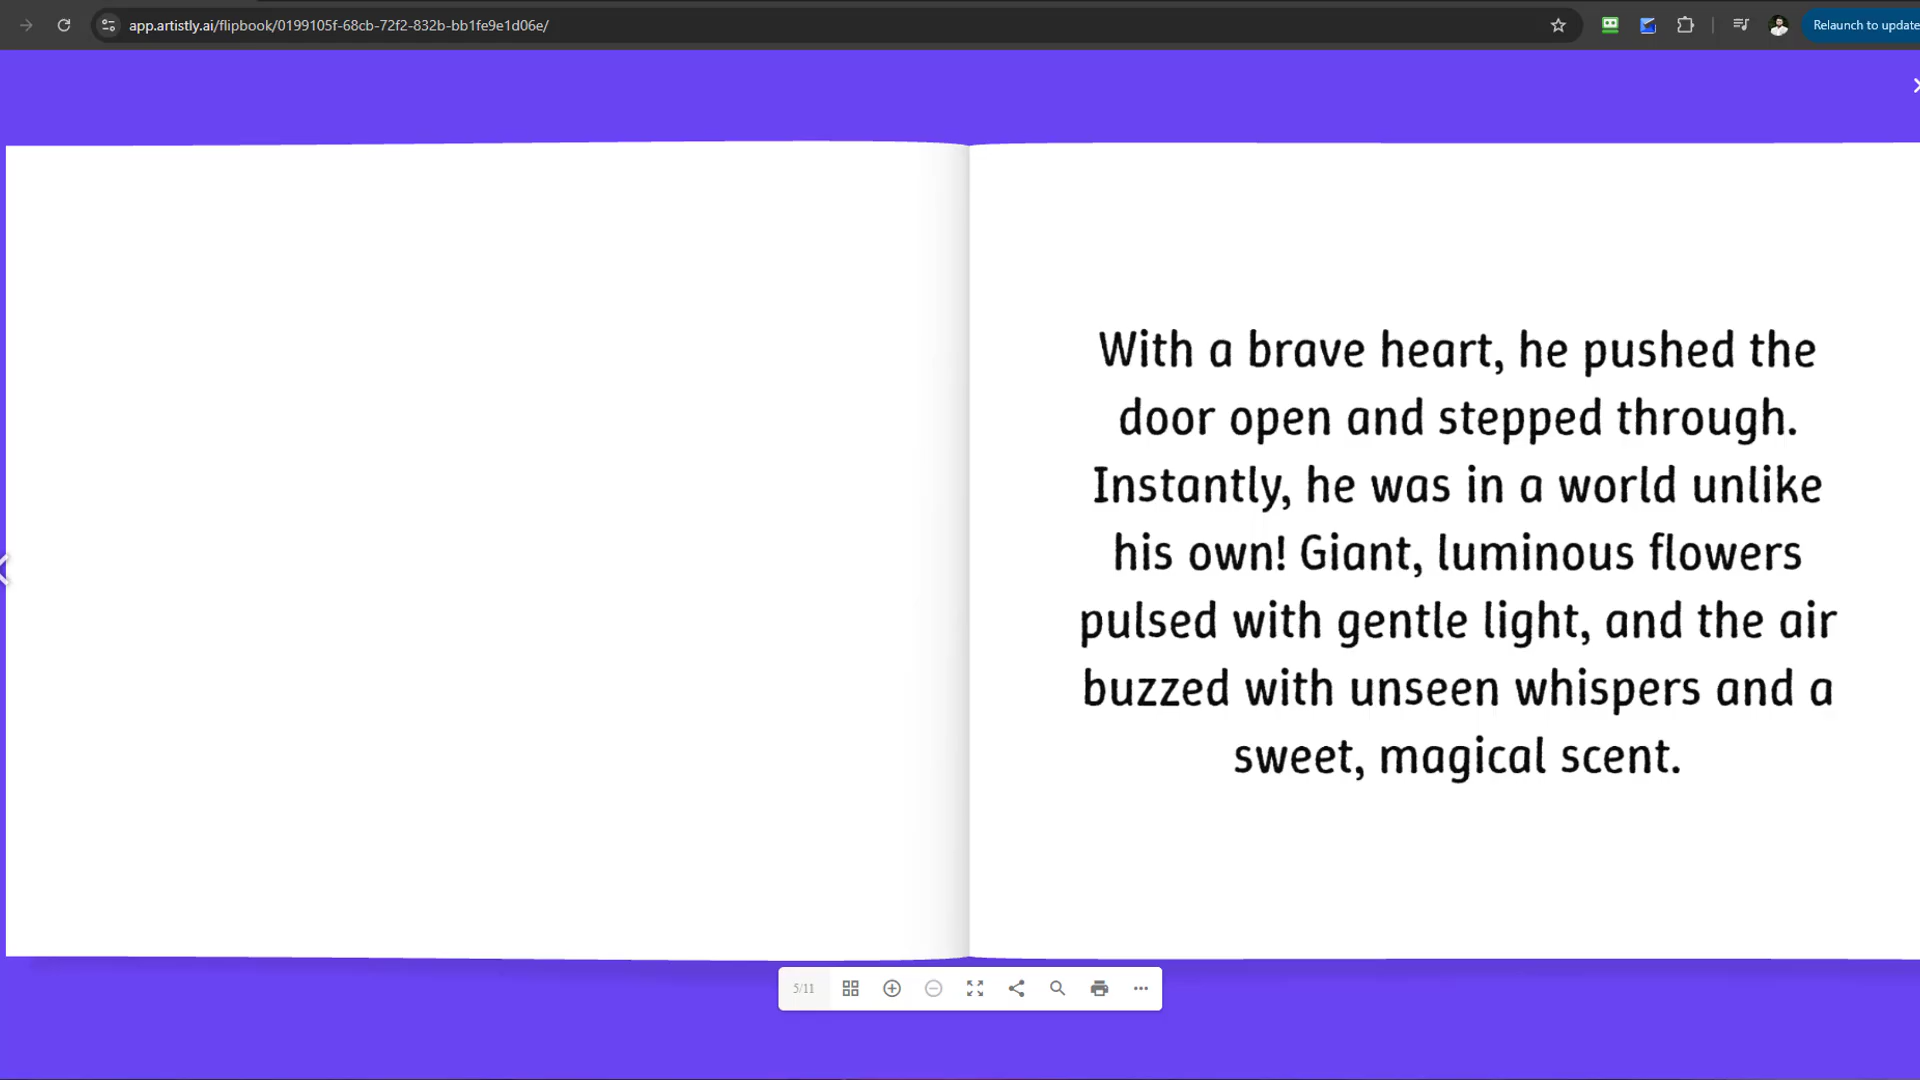 app.artistly.ai/flipbook/0199105f-68cb-72f2-832b-bb1fe9e1d06e/
Relaunch to update
With a brave heart, he pushed the
door open and stepped through.
Instantly, he was in a world unlike
his own! Giant, luminous flowers
pulsed with gentle light, and the air
buzzed with unseen whispers and a
sweet, magical scent.
5/11